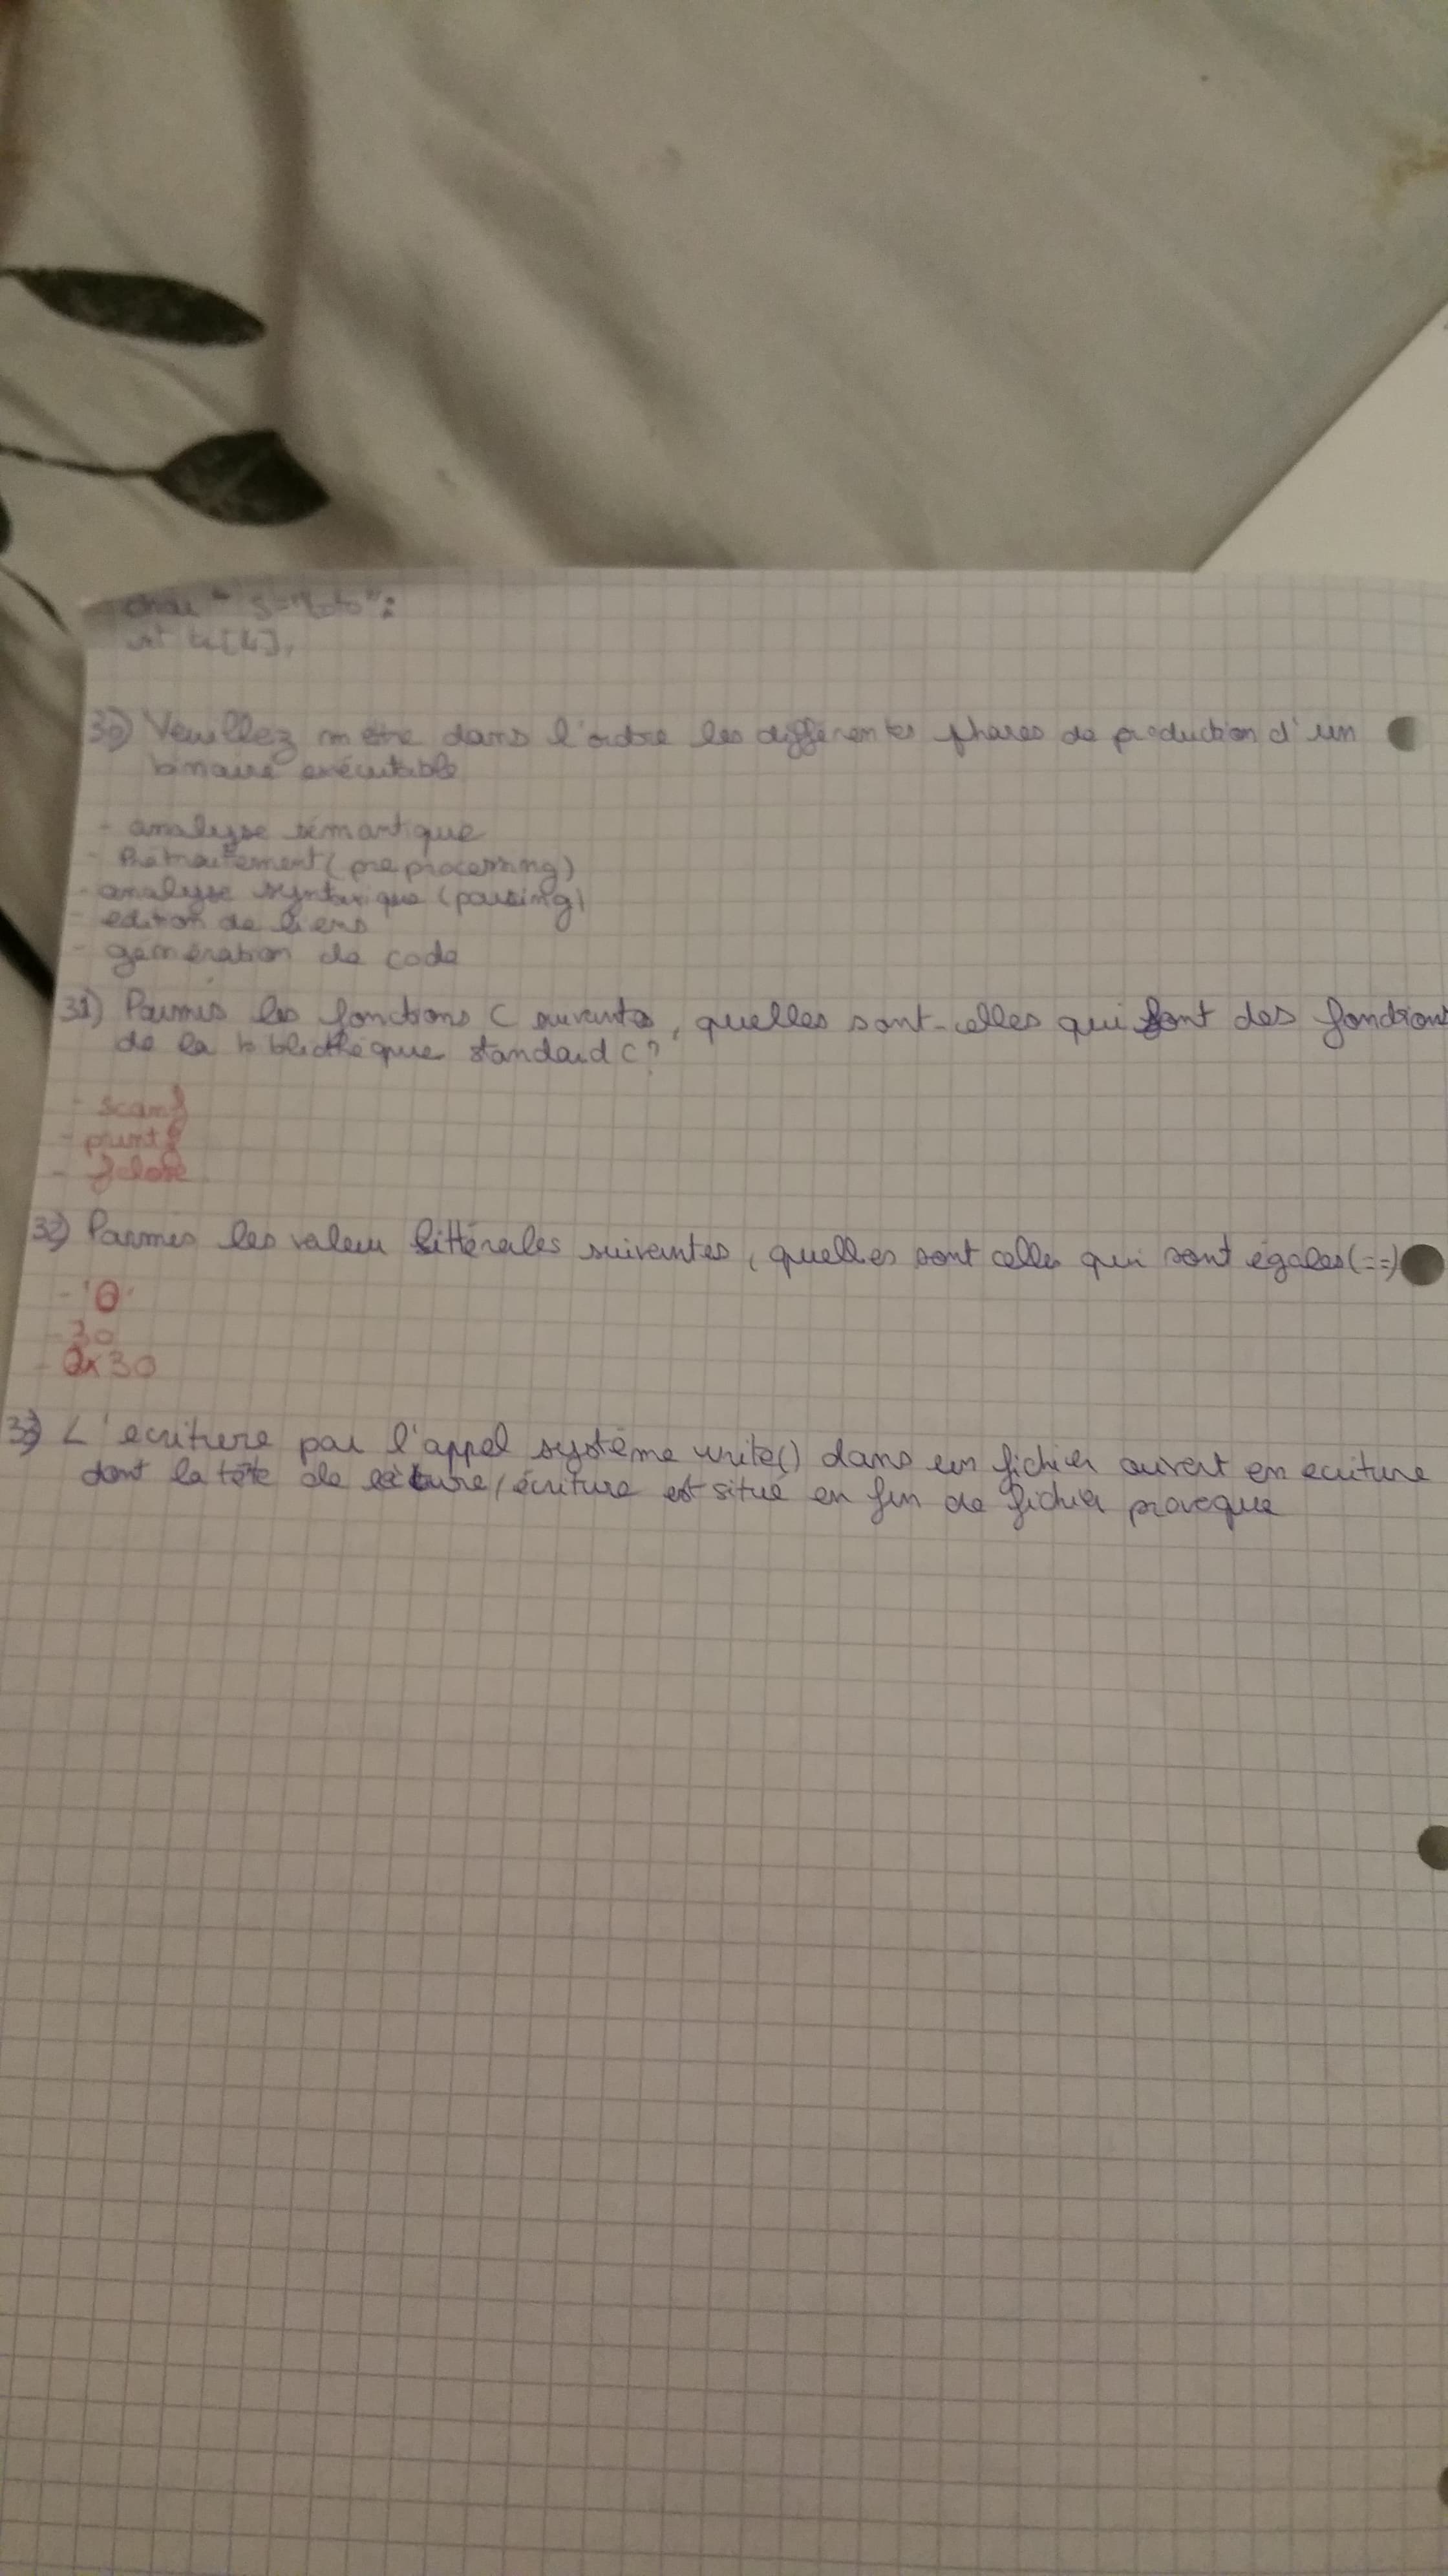 char * s="toto";
int t[4],
30) Veuillez mettre dans l'ordre les différentes phases de production d'un
binaire exécutable
- analyse sémantique
- Prétraitement (preprocessing)
- analyse syntaxique (parsing)
- edition de liens
- génération de code
31) Parmis les fonctions C suivantes, quelles sont-celles qui sont des fonctions
de la bibliothèque standard C?
- scanf
- printf
- fclose
32) Parmis les valeur littérales suivantes, quelles sont celles qui sont égales (==)
- '0'
- 30
- 0x30
33) L'ecriture par l'appel système write() dans un fichier ouvert en ecriture
dont la tête de lecture/écriture est situé en fin de fichier provoque